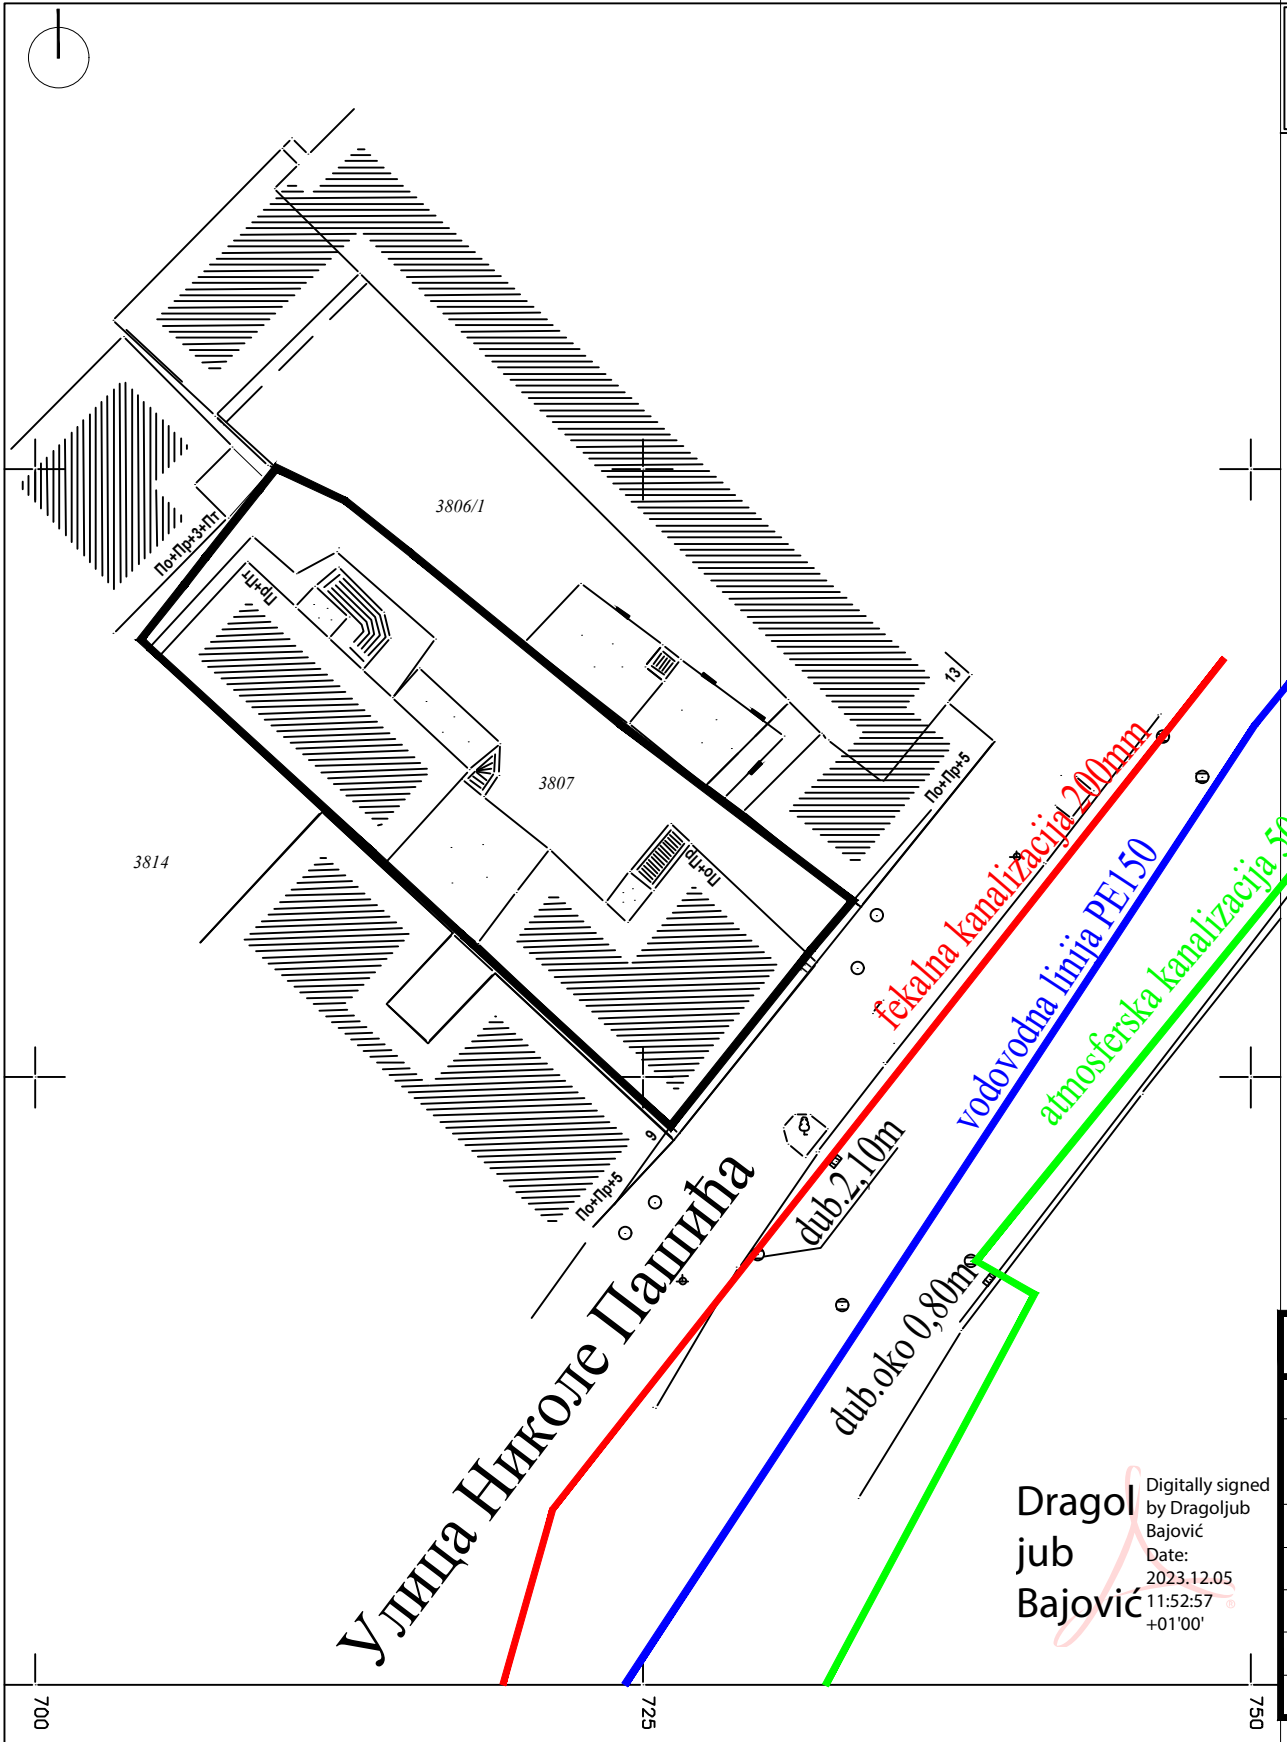 3806/1
По+Пр+3+Пт
Пр+Пт
13
По+Пр+5
3807
3814
По+Пр
fekalna kanalizacija 200mm
vodovodna linija PE150
atmosferska kanalizacija
9
По+Пр+5
Улица Николе Пашића
dub.2,10m
dub.oko 0,80m
Dragol
jub
Bajović
Digitally signed
by Dragoljub
Bajović
Date:
2023.12.05
11:52:57
+01'00'
700
725
750